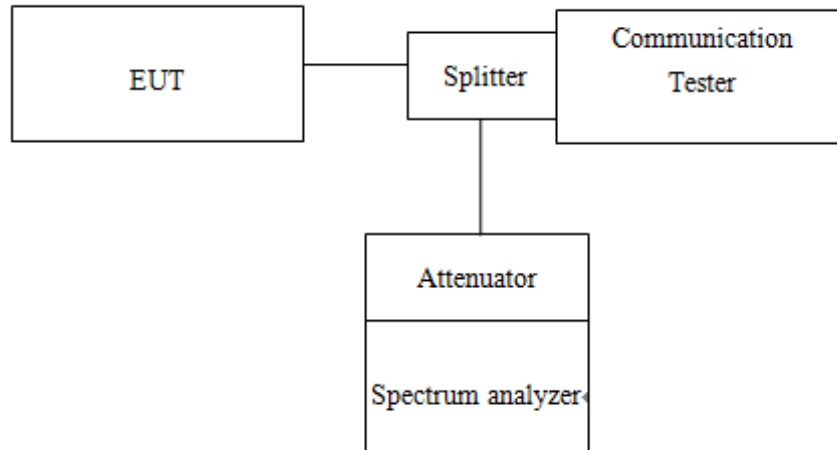 EUT
Splitter
Communication
Tester
Attenuator
Spectrum analyzer